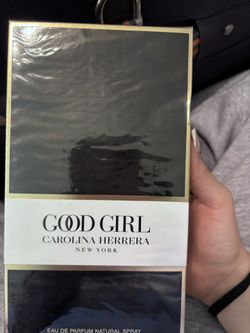 GOOD GIRL
CAROLINA HERRERA
NEW YORK
EAU DE PARFUM NATURAL SPRAY